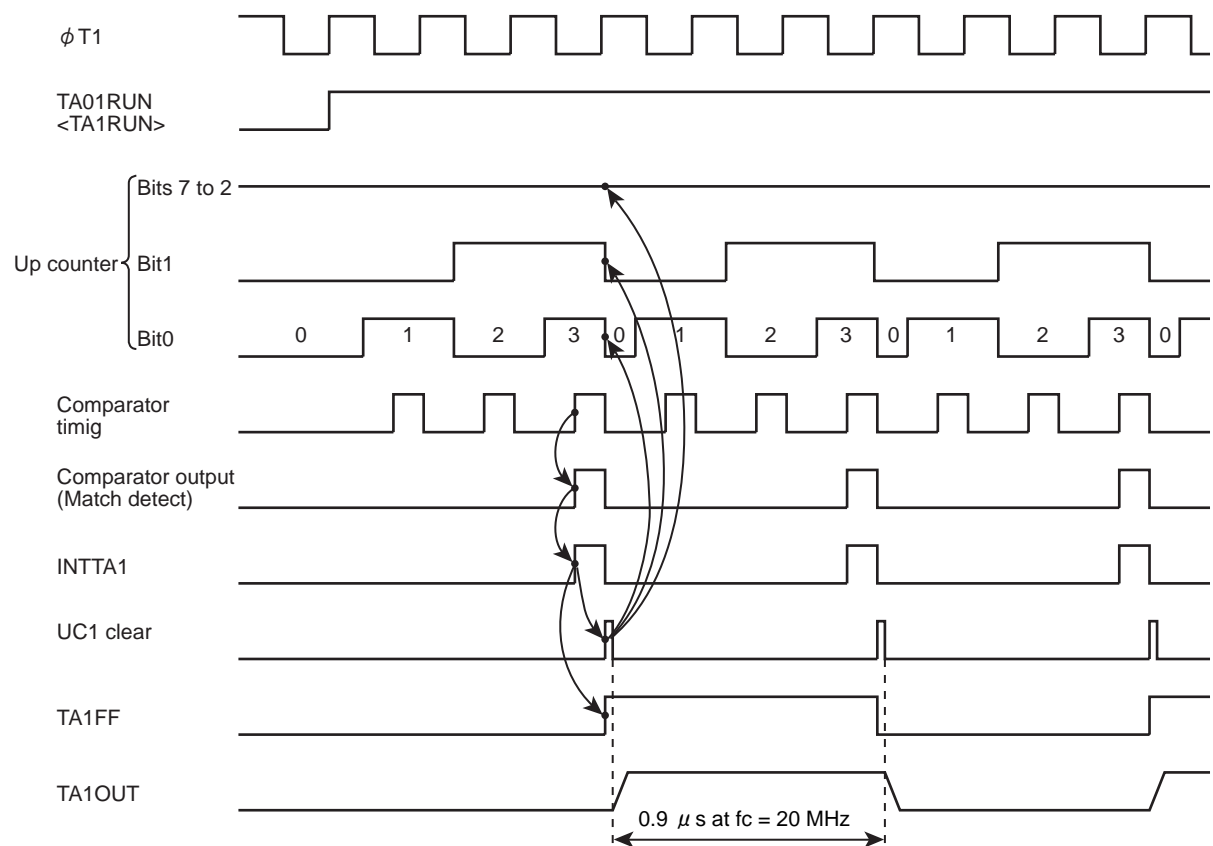 φT1
TA01RUN
<TA1RUN>
Up counter
Bits 7 to 2
Bit1
Bit0
0 1 2 3 0 1 2 3 0 1 2 3 0
Comparator
timig
Comparator output
(Match detect)
INTTA1
UC1 clear
TA1FF
TA1OUT
0.9 μs at fc = 20 MHz